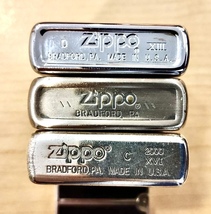 D Zippo XIII
BRADFORD, PA. MADE IN U.S.A.
Zippo
BRADFORD, PA
Zippo® C 2000 XVI
BRADFORD, PA. MADE IN U.S.A.